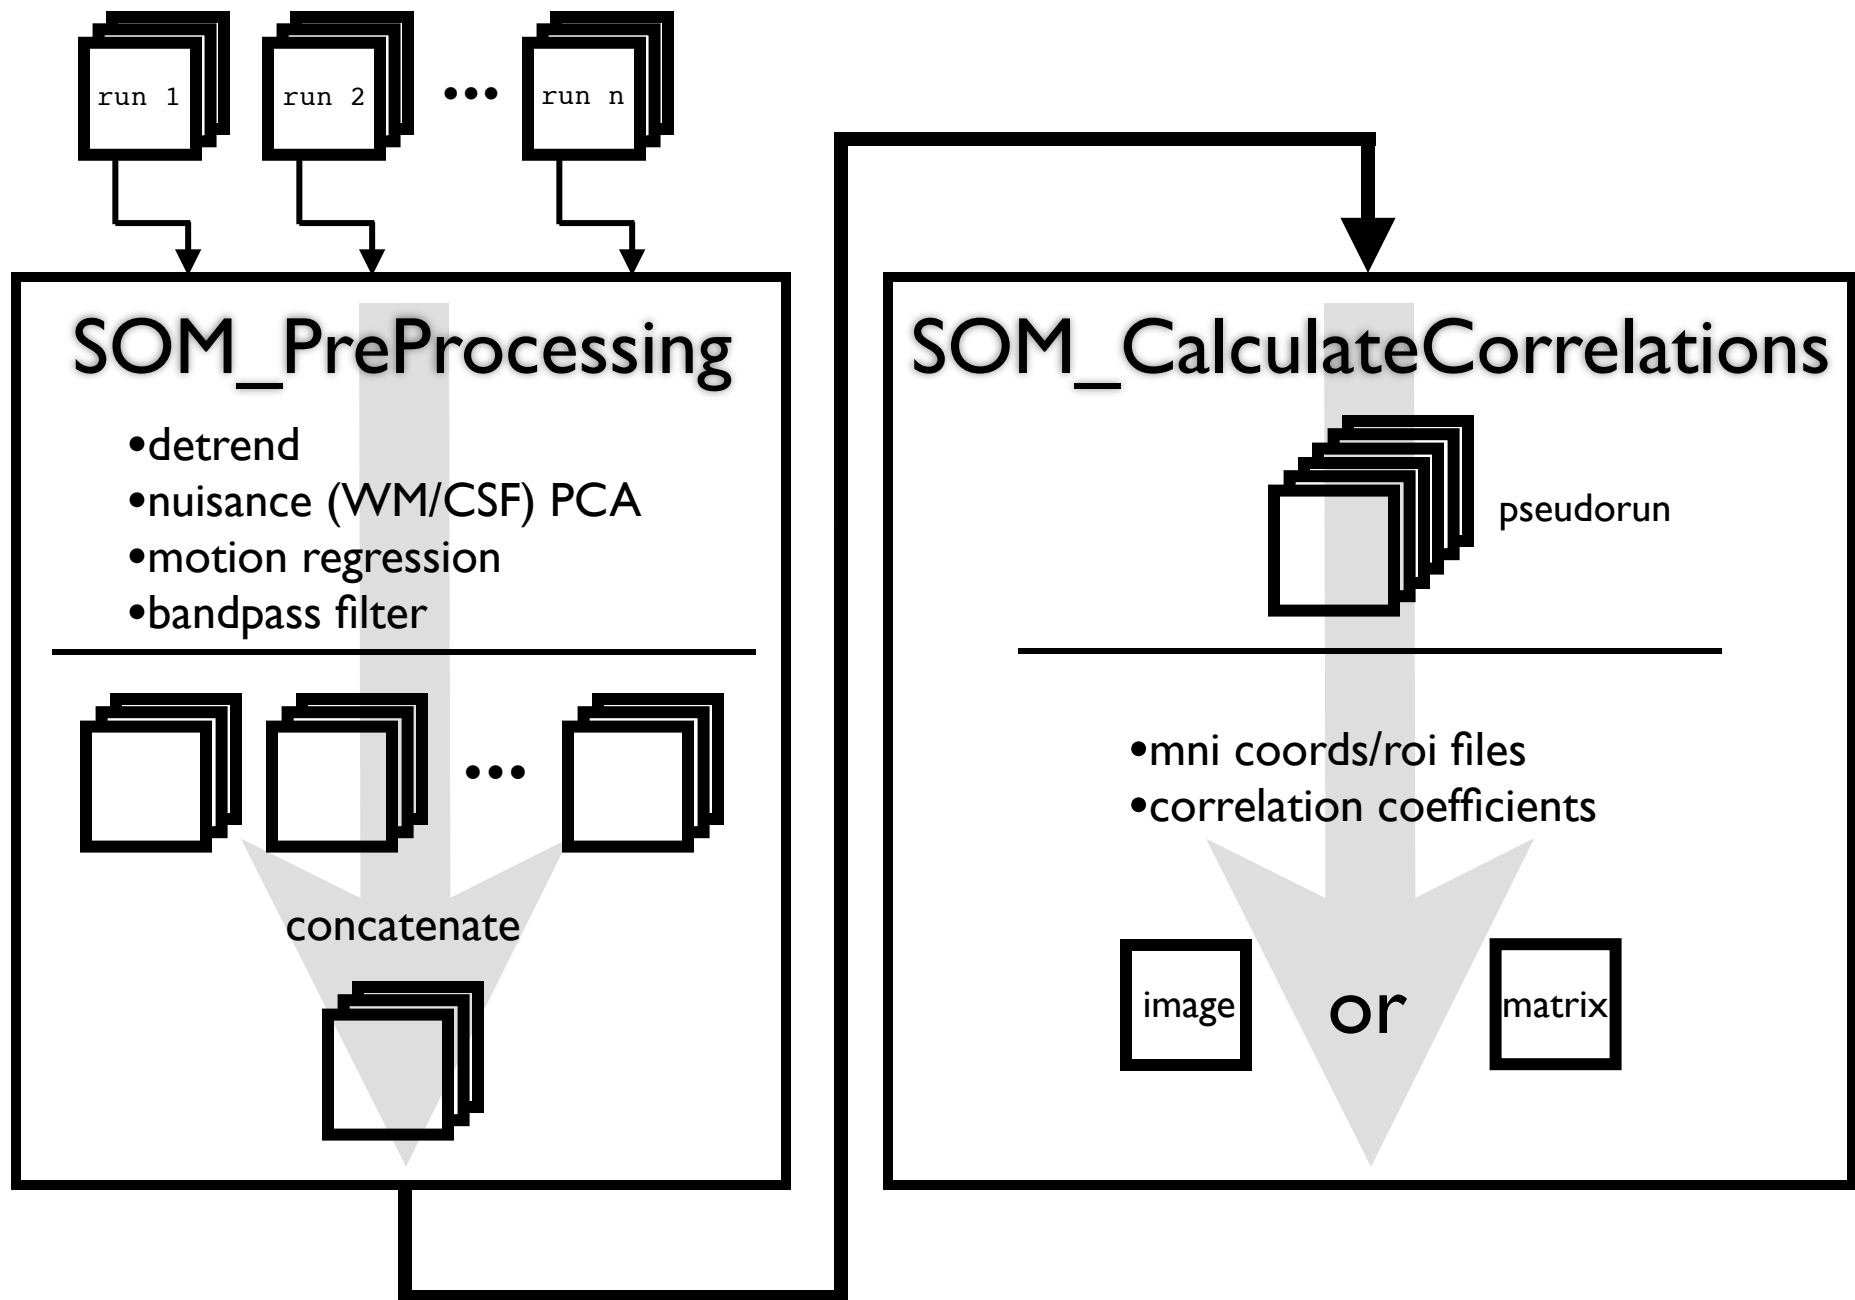 run 1
run 2
•••
run n
SOM_PreProcessing
•detrend
•nuisance (WM/CSF) PCA
•motion regression
•bandpass filter
•••
concatenate
SOM_CalculateCorrelations
pseudorun
•mni coords/roi files
•correlation coefficients
image
or
matrix